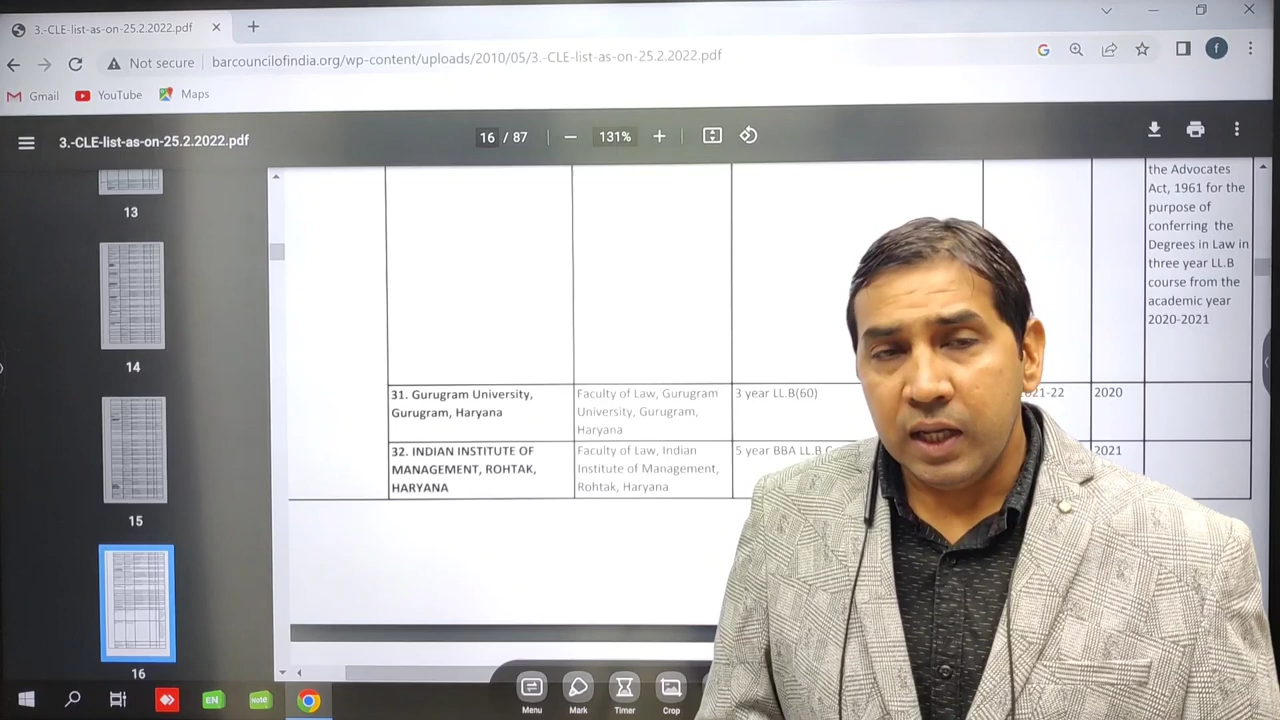 3.-CLE-list-as-on-25.2.2022.pdf
Not secure
barcouncilofindia.org/wp-content/uploads/2010/05/3.-CLE-list-as-on-25.2.2022.pdf
G
f
Gmail
YouTube
Maps
3.-CLE-list-as-on-25.2.2022.pdf
16 / 87
131%
13
14
15
16
the Advocates
Act, 1961 for the
purpose of
conferring the
Degrees in Law in
three year LL.B
course from the
academic year
2020-2021
31. Gurugram University,
Gurugram, Haryana
Faculty of Law, Gurugram
University, Gurugram,
Haryana
3 year LL.B(60)
21-22
2020
32. INDIAN INSTITUTE OF
MANAGEMENT, ROHTAK,
HARYANA
Faculty of Law, Indian
Institute of Management,
Rohtak, Haryana
5 year BBA LL.B
2021
EN
Note
Menu
Mark
Timer
Crop